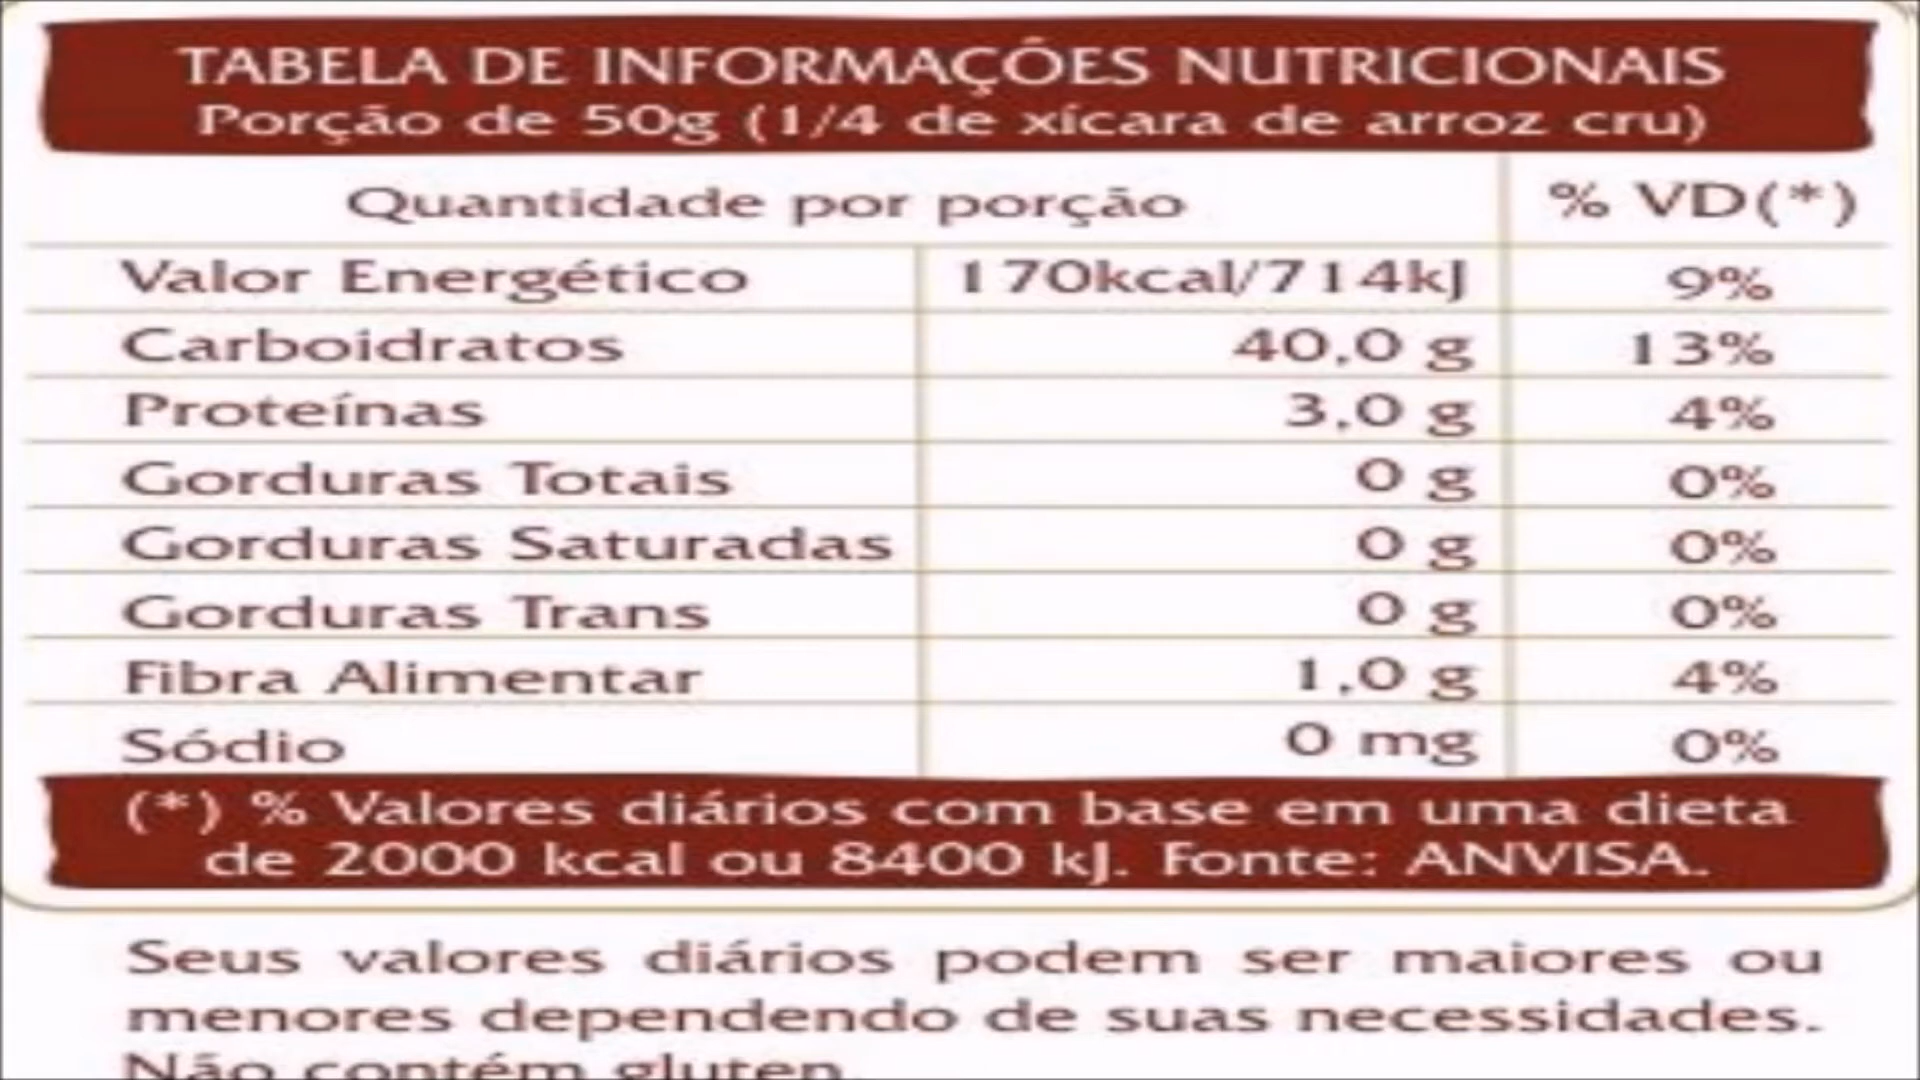 TABELA DE INFORMAÇÕES NUTRICIONAIS
Porção de 50g (1/4 de xícara de arroz cru)
Quantidade por porção % VD(*)
Valor Energético 170kcal/714kJ 9%
Carboidratos 40,0 g 13%
Proteínas 3,0 g 4%
Gorduras Totais 0 g 0%
Gorduras Saturadas 0 g 0%
Gorduras Trans 0 g 0%
Fibra Alimentar 1,0 g 4%
Sódio 0 mg 0%
(*) % Valores diários com base em uma dieta
de 2000 kcal ou 8400 kJ. Fonte: ANVISA.
Seus valores diários podem ser maiores ou
menores dependendo de suas necessidades.
Não contém gluten.